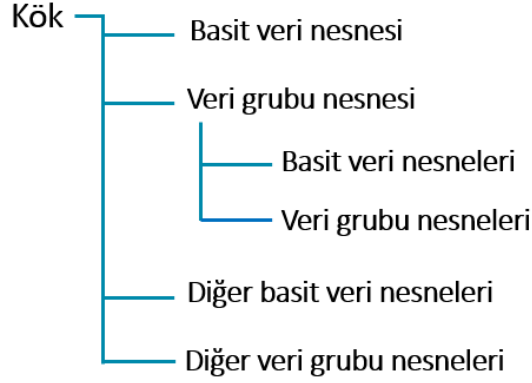 Kök
Basit veri nesnesi
Veri grubu nesnesi
Basit veri nesneleri
Veri grubu nesneleri
Diğer basit veri nesneleri
Diğer veri grubu nesneleri